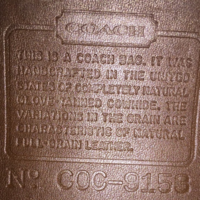 COACH
THIS IS A COACH BAG. IT WAS
HANDCRAFTED IN THE UNITED
STATES OF COMPLETELY NATURAL
GLOVE TANNED COWHIDE, THE
VARIATIONS IN THE GRAIN ARE
CHARACTERISTIC OF NATURAL
FULL-GRAIN LEATHER.
No COC-9158